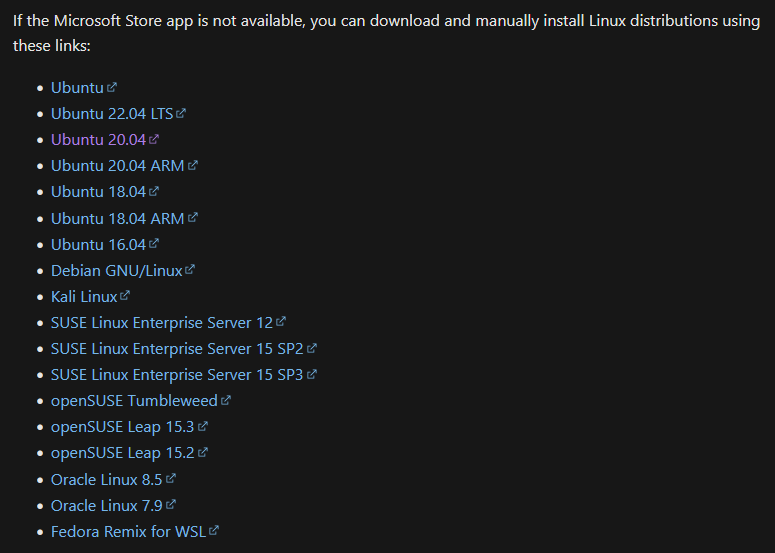 If the Microsoft Store app is not available, you can download and manually install Linux distributions using
these links:
Ubuntu
Ubuntu 22.04 LTS
Ubuntu 20.04
Ubuntu 20.04 ARM
Ubuntu 18.04
Ubuntu 18.04 ARM
Ubuntu 16.04
Debian GNU/Linux
Kali Linux
SUSE Linux Enterprise Server 12
SUSE Linux Enterprise Server 15 SP2
SUSE Linux Enterprise Server 15 SP3
openSUSE Tumbleweed
openSUSE Leap 15.3
openSUSE Leap 15.2
Oracle Linux 8.5
Oracle Linux 7.9
Fedora Remix for WSL